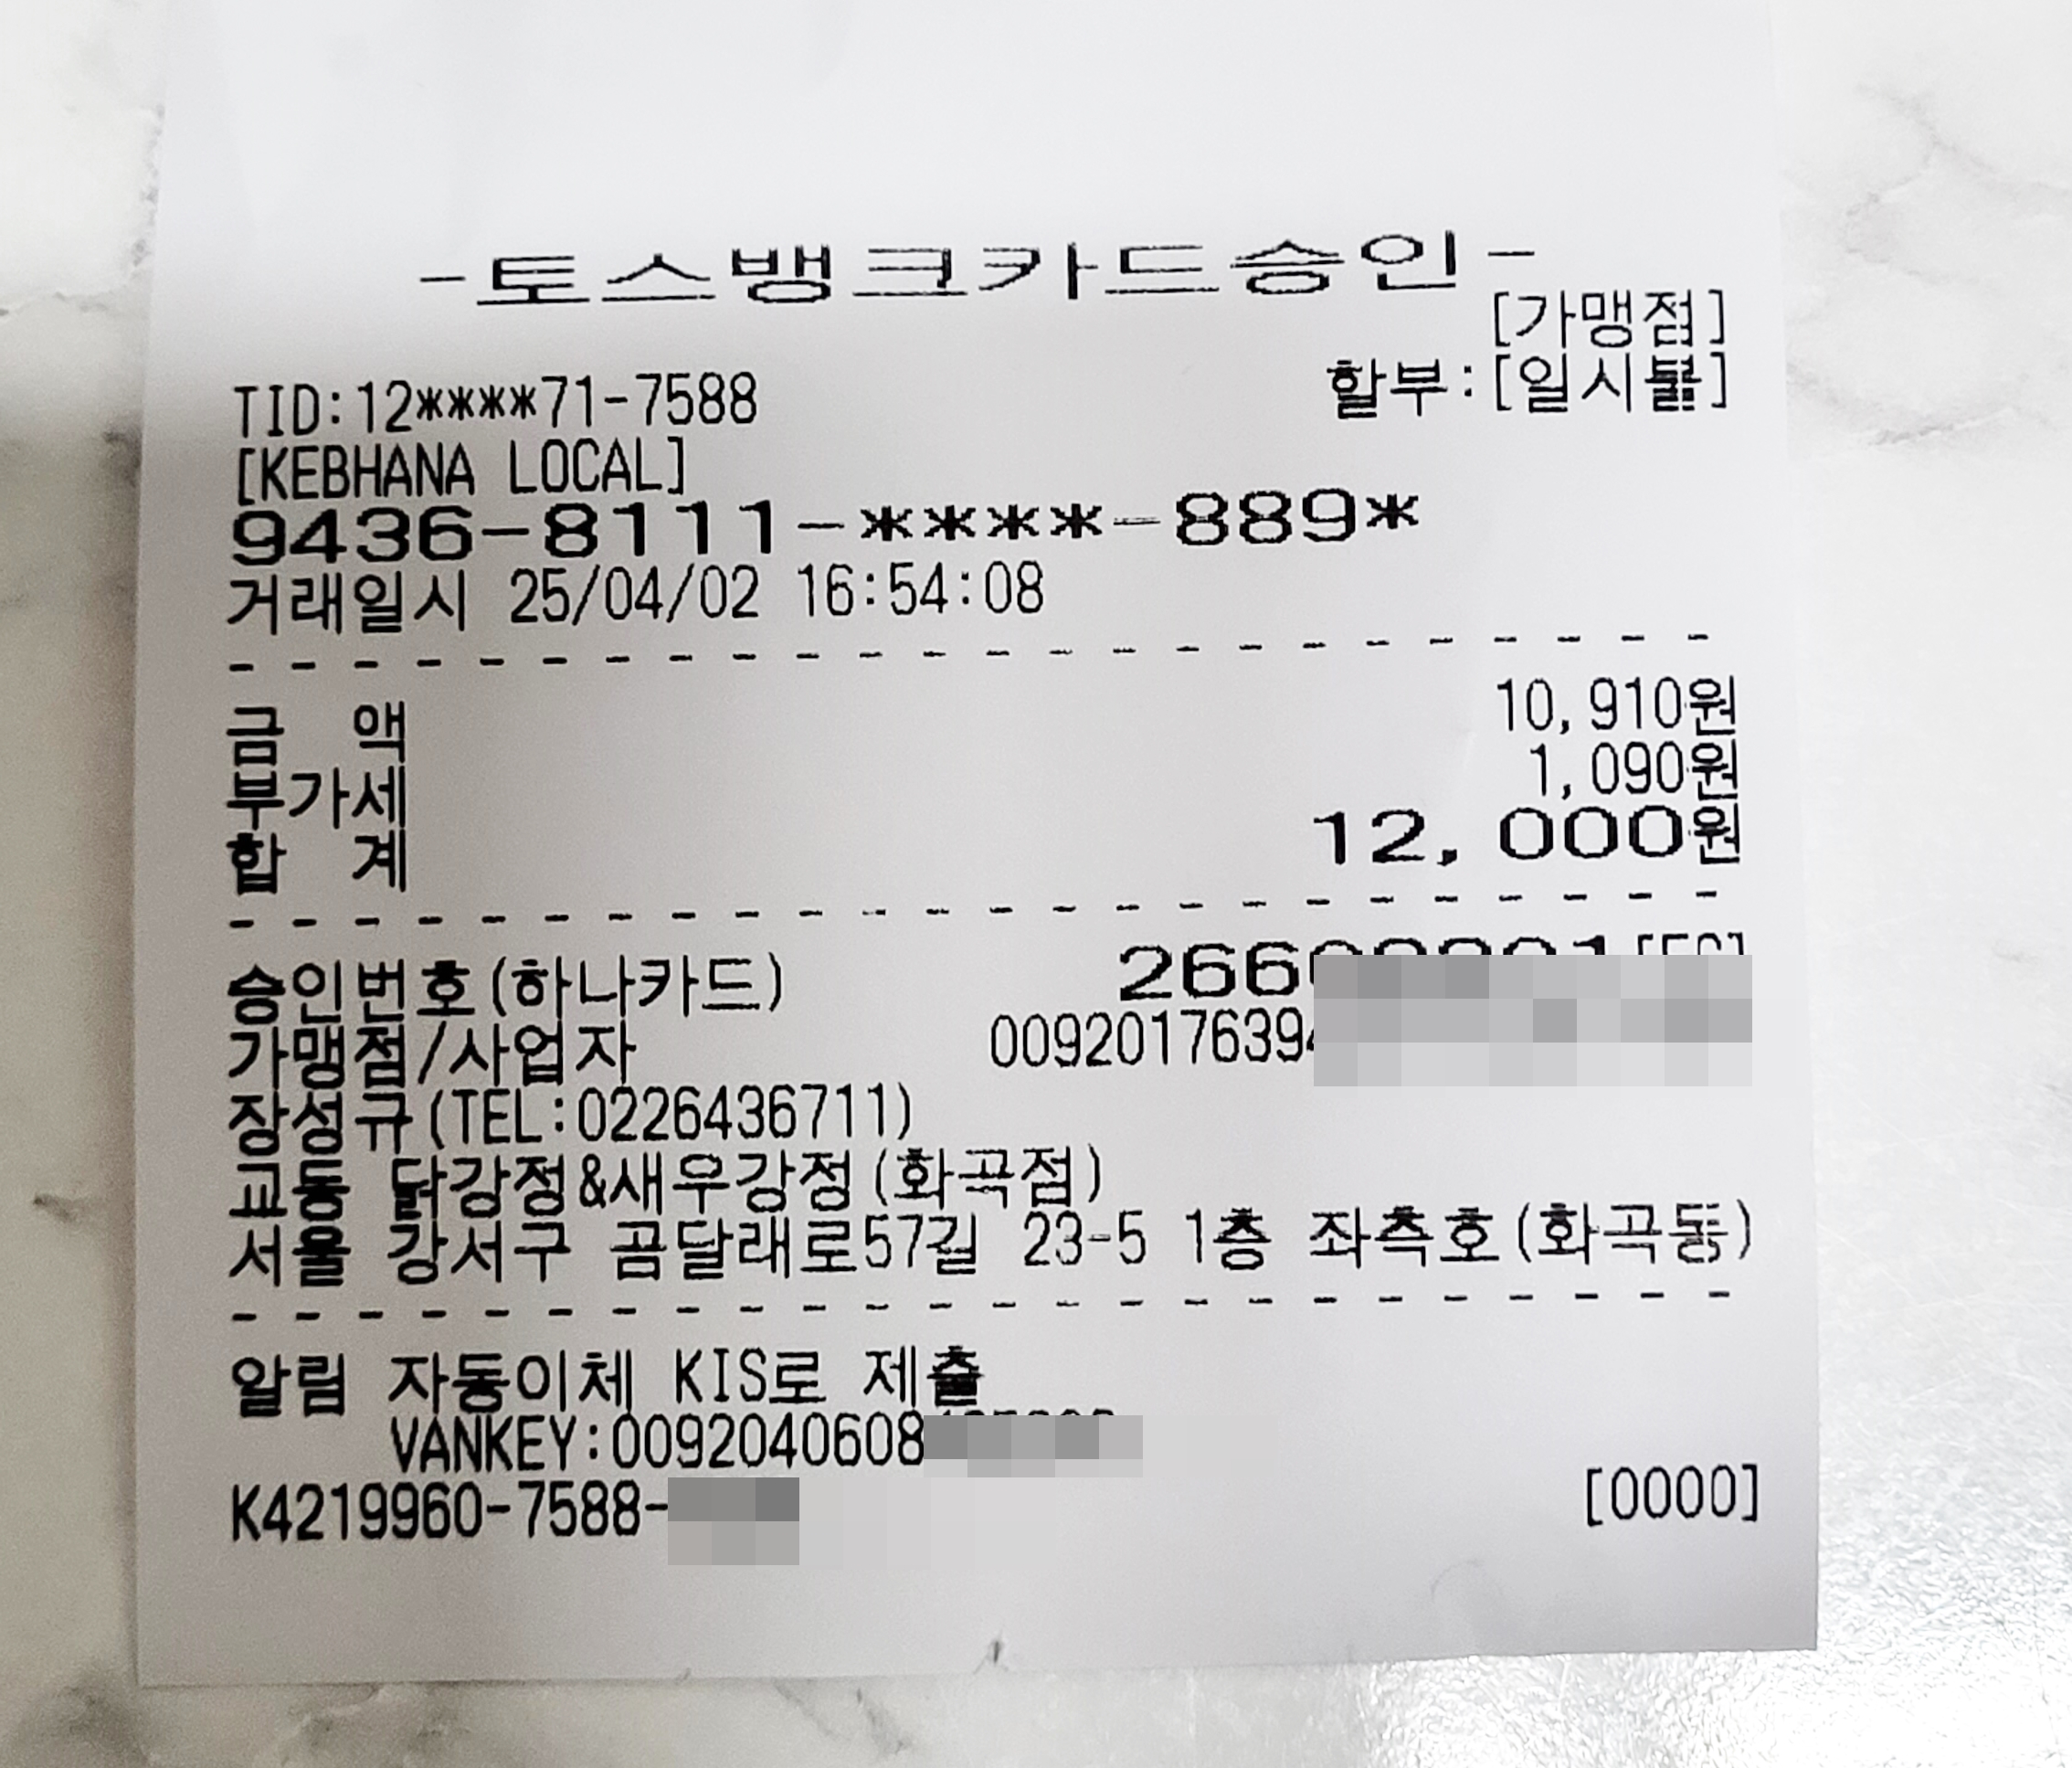 -토스뱅크카드승인-
[가맹점]
TID:12****71-7588 할부:[일시불]
[KEBHANA LOCAL]
9436-8111-****-889*
거래일시 25/04/02 16:54:08
금 액 10,910원
부가세 1,090원
합 계 12,000원
승인번호(하나카드) 266
가맹점/사업자 0092017639
장성규(TEL:0226436711)
교동 닭강정&새우강정(화곡점)
서울 강서구 곰달래로57길 23-5 1층 좌측호(화곡동)
알림 자동이체 KIS로 제출
VANKEY:0092040608
K4219960-7588- [0000]